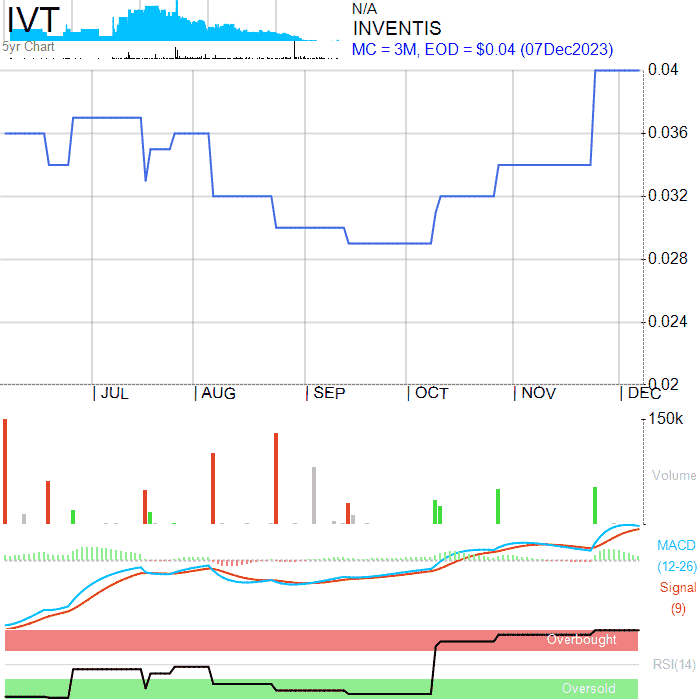 IVT
5yr Chart
N/A
INVENTIS
MC = 3M, EOD = $0.04 (07Dec2023)
0.04
0.036
0.032
0.028
0.024
0.02
| JUL | AUG | SEP | OCT | NOV | DEC
150k
Volume
MACD
(12-26)
Signal
(9)
Overbought
RSI(14)
Oversold